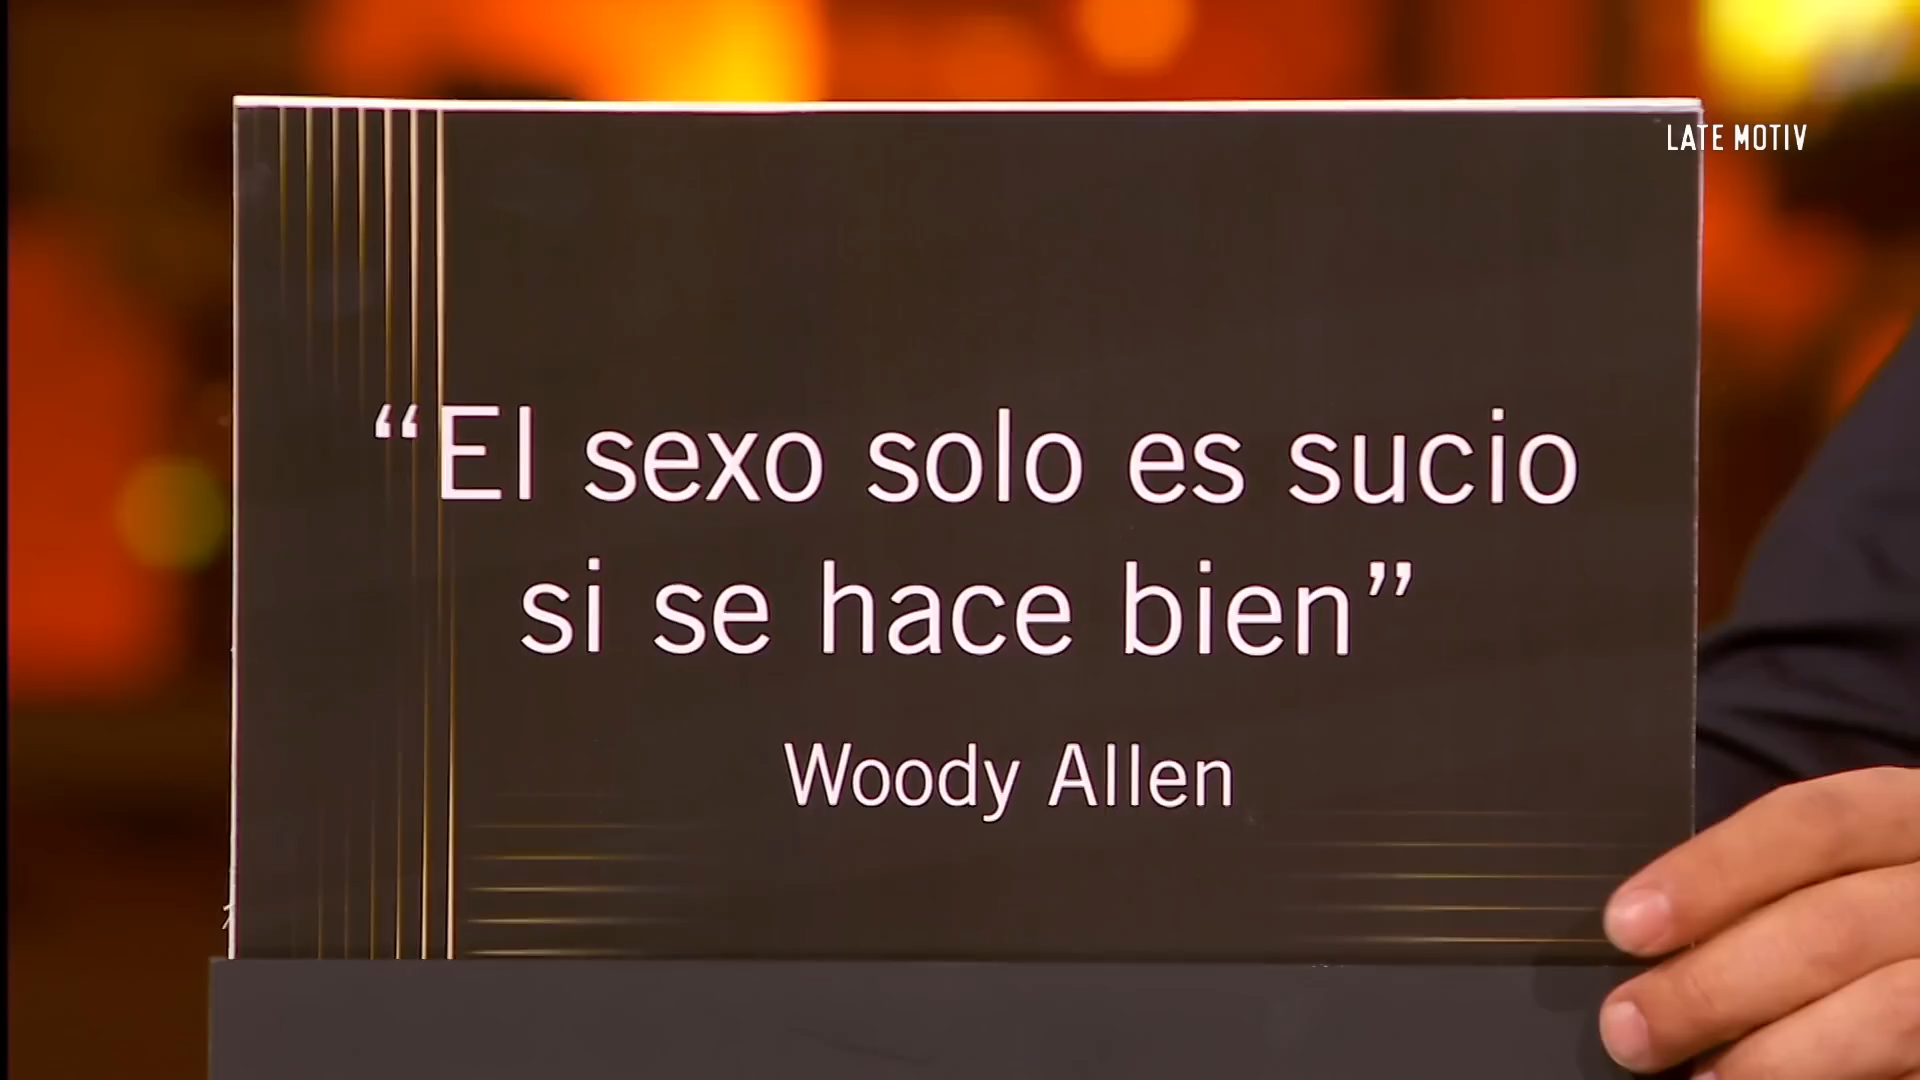 LATE MOTIV
“El sexo solo es sucio
si se hace bien”
Woody Allen